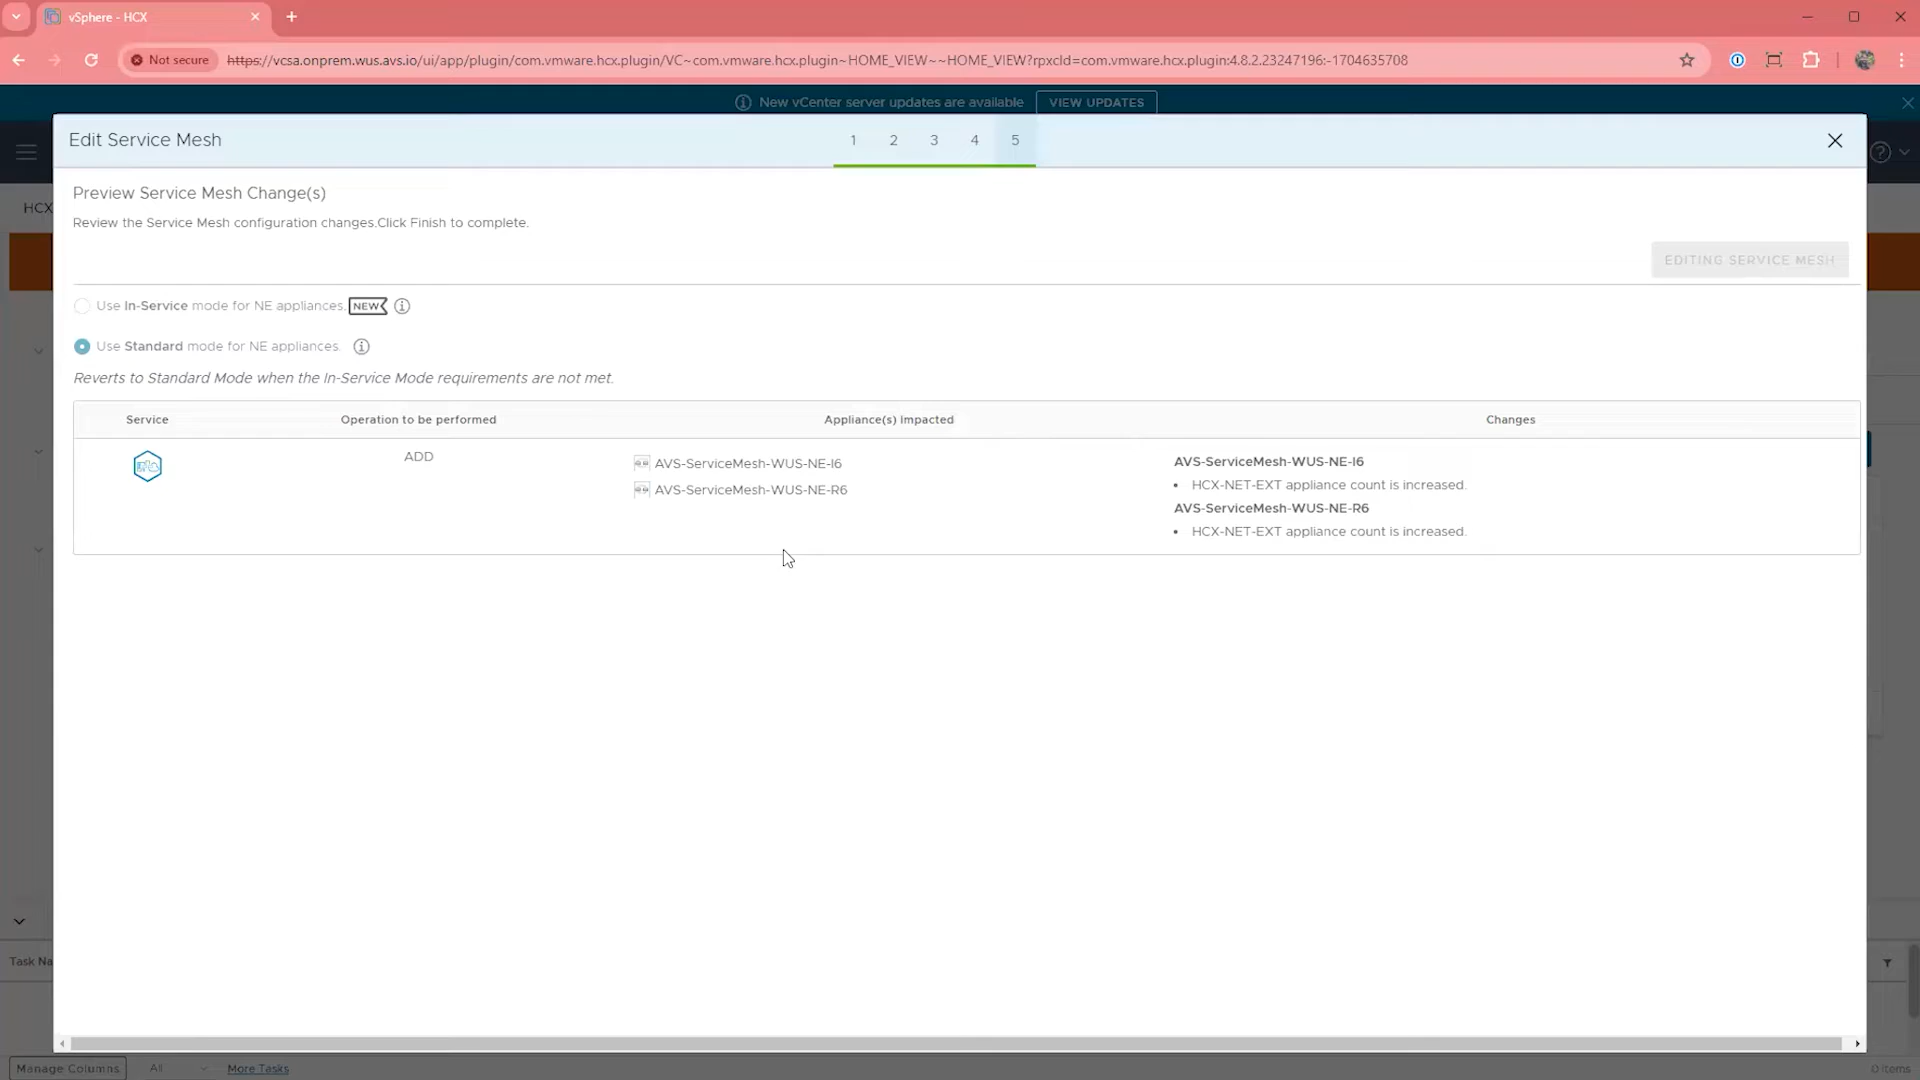 vSphere - HCX
Not secure
https://vcsa.onprem.wus.avs.io/ui/app/plugin/com.vmware.hcx.plugin/VC~com.vmware.hcx.plugin~HOME_VIEW~~HOME_VIEW?rpxcId=com.vmware.hcx.plugin:4.8.2.23247196:-1704635708
New vCenter server updates are available
VIEW UPDATES
Edit Service Mesh
1 2 3 4 5
HCX
Preview Service Mesh Change(s)
Review the Service Mesh configuration changes.Click Finish to complete.
EDITING SERVICE MESH
Use In-Service mode for NE appliances. NEW
Use Standard mode for NE appliances.
Reverts to Standard Mode when the In-Service Mode requirements are not met.
Service Operation to be performed Appliance(s) Impacted Changes
ADD
AVS-ServiceMesh-WUS-NE-I6
AVS-ServiceMesh-WUS-NE-R6
AVS-ServiceMesh-WUS-NE-I6
• HCX-NET-EXT appliance count is increased.
AVS-ServiceMesh-WUS-NE-R6
• HCX-NET-EXT appliance count is increased.
Task Na
Manage Columns All More Tasks 0 items